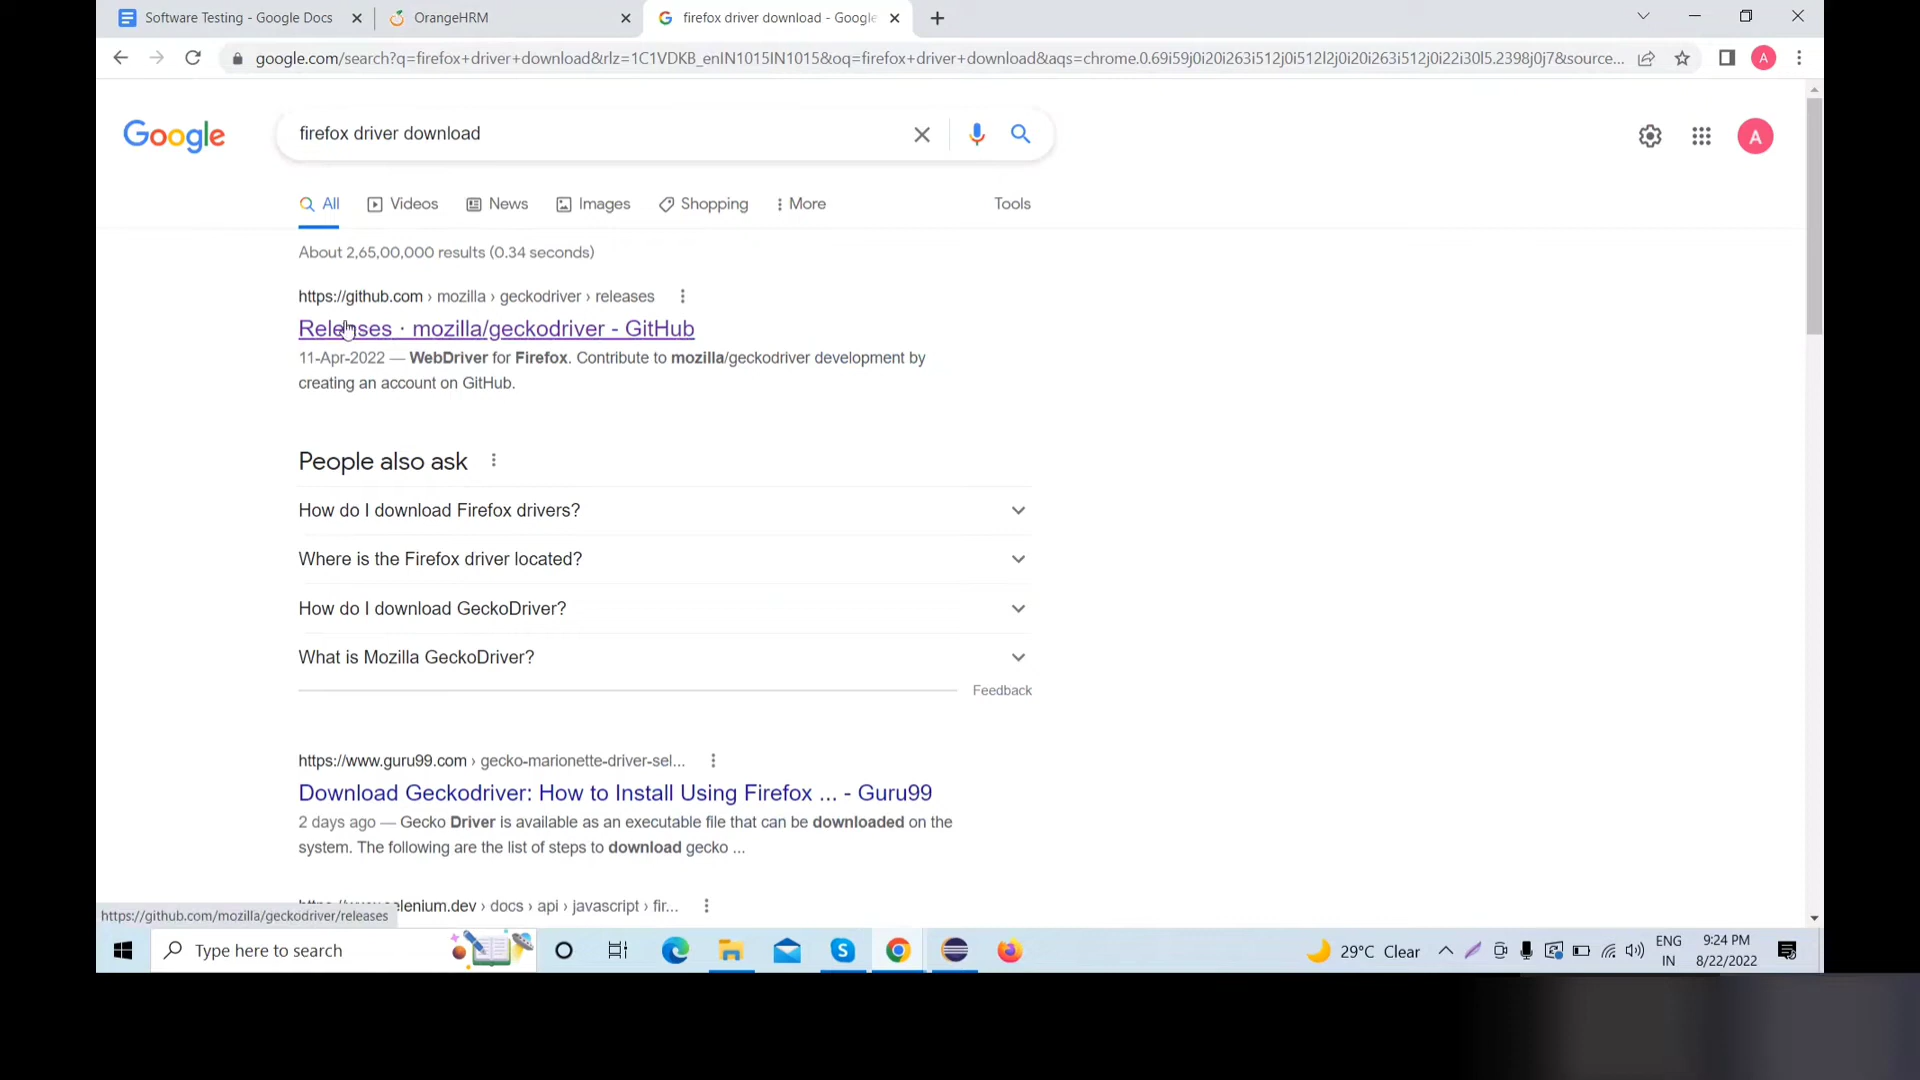 Software Testing - Google Docs
OrangeHRM
firefox driver download - Google
google.com/search?q=firefox+driver+download&rlz=1C1VDKB_enIN1015IN1015&oq=firefox+driver+download&aqs=chrome.0.69i59j0i20i263i512j0i512l2j0i20i263i512j0i22i30l5.2398j0j7&source...
A
Google
firefox driver download
A
All
Videos
News
Images
Shopping
More
Tools
About 2,65,00,000 results (0.34 seconds)
https://github.com › mozilla › geckodriver › releases
Releases · mozilla/geckodriver - GitHub
11-Apr-2022 — WebDriver for Firefox. Contribute to mozilla/geckodriver development by
creating an account on GitHub.
People also ask
How do I download Firefox drivers?
Where is the Firefox driver located?
How do I download GeckoDriver?
What is Mozilla GeckoDriver?
Feedback
https://www.guru99.com › gecko-marionette-driver-sel...
Download Geckodriver: How to Install Using Firefox ... - Guru99
2 days ago — Gecko Driver is available as an executable file that can be downloaded on the
system. The following are the list of steps to download gecko ...
https://www.selenium.dev › docs › api › javascript › fir...
https://github.com/mozilla/geckodriver/releases
Type here to search
29°C Clear
ENG
IN
9:24 PM
8/22/2022